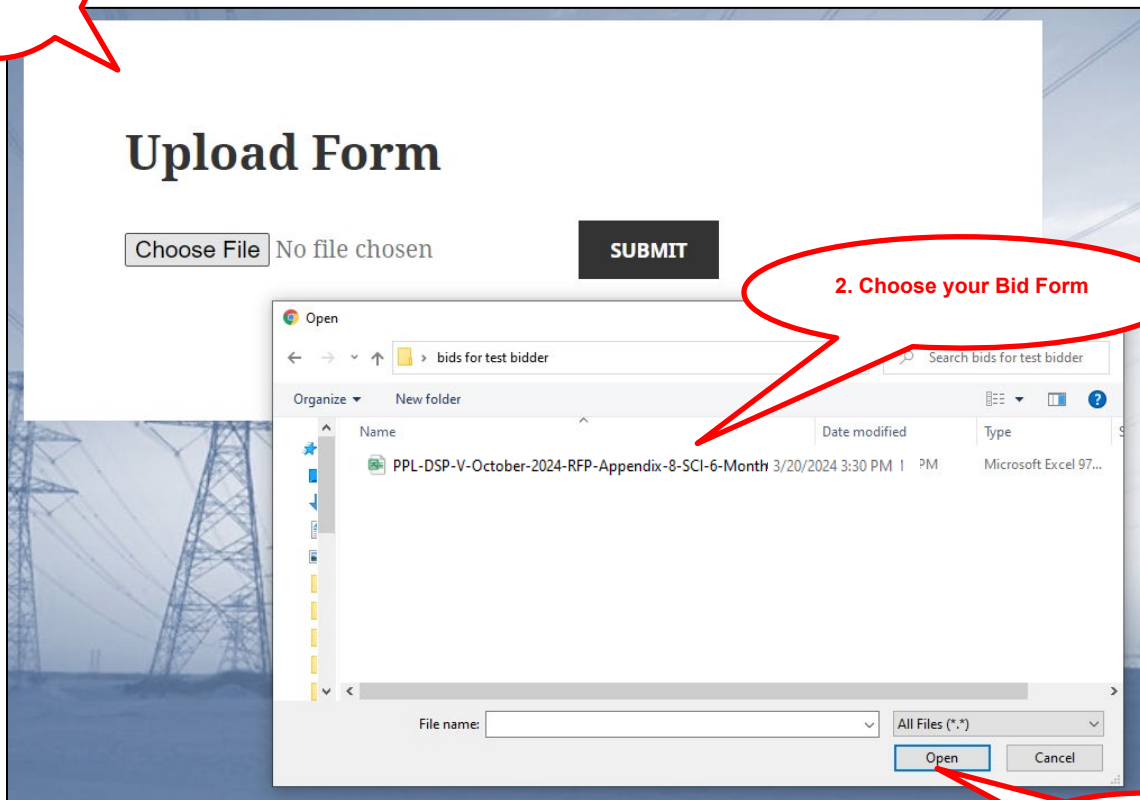 Upload Form
Choose File No file chosen SUBMIT
2. Choose your Bid Form
Open
bids for test bidder Search bids for test bidder
Organize New folder
Name Date modified Type
PPL-DSP-V-October-2024-RFP-Appendix-8-SCI-6-Month 3/20/2024 3:30 PM PM Microsoft Excel 97...
File name: All Files (*.*)
Open Cancel